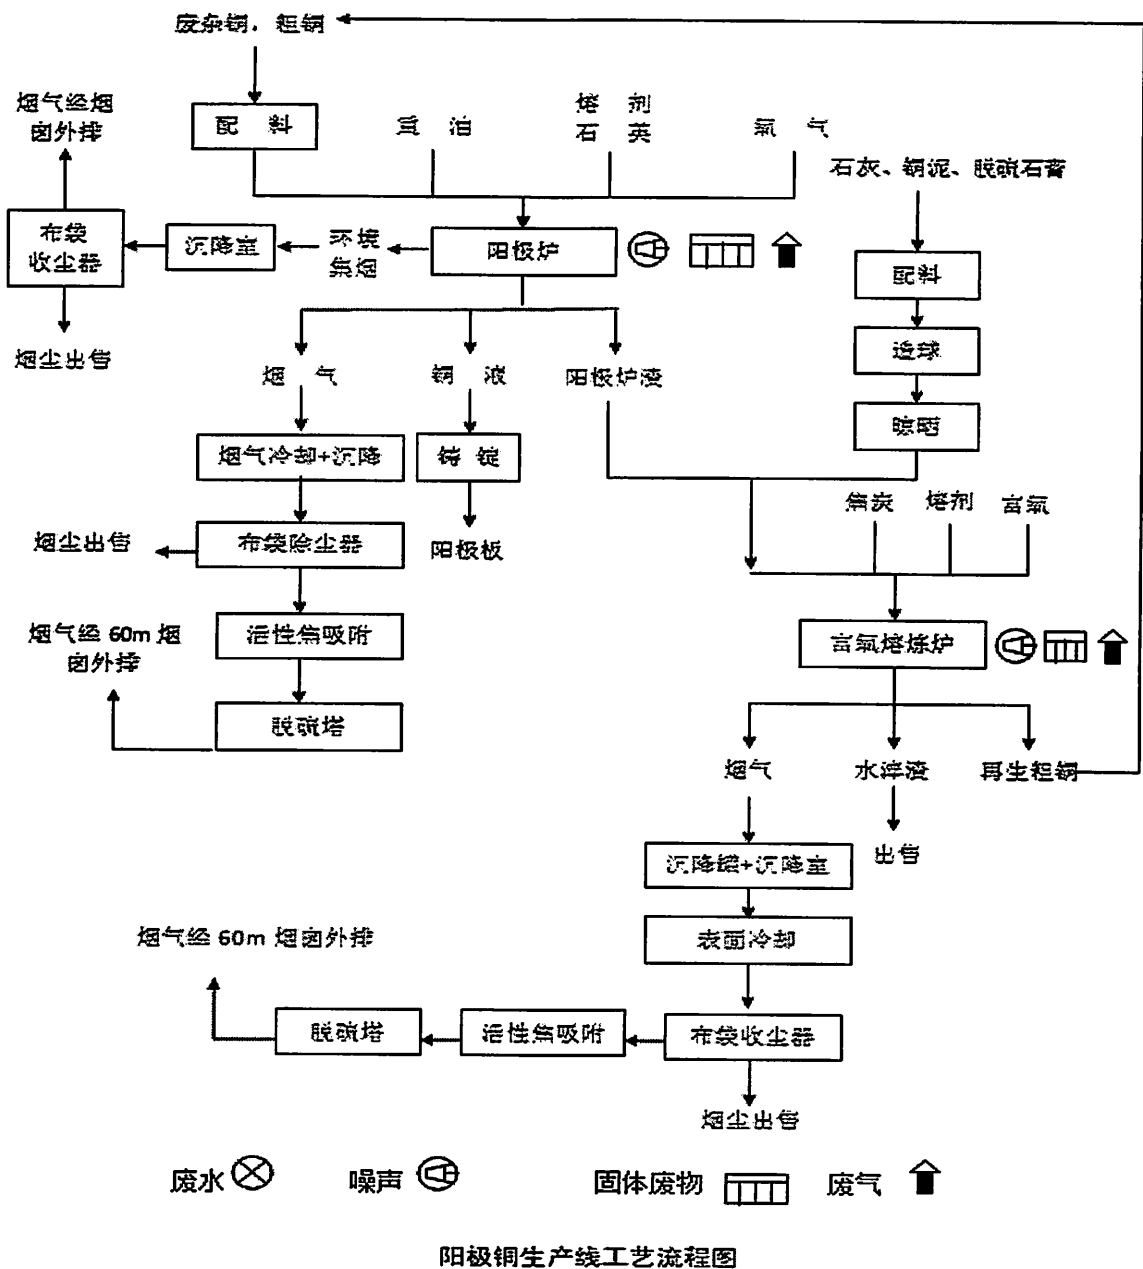 废杂铜、粗铜
烟气经烟
囱外排
配 料
重 油
熔 剂
石 英
氧 气
石灰、铜泥、脱硫石膏
布袋
收尘器
沉降室
环境
集烟
阳极炉
配料
烟尘出售
造球
烟 气
铜 液
阳极炉渣
晾晒
烟气冷却+沉降
铸 锭
焦炭
熔剂
富氧
烟尘出售
布袋除尘器
阳极板
烟气经 60m 烟
囱外排
活性焦吸附
富氧熔炼炉
脱硫塔
烟气
水淬渣
再生粗铜
沉降罐+沉降室
出售
烟气经 60m 烟囱外排
表面冷却
脱硫塔
活性焦吸附
布袋收尘器
烟尘出售
废水
噪声
固体废物
废气
阳极铜生产线工艺流程图